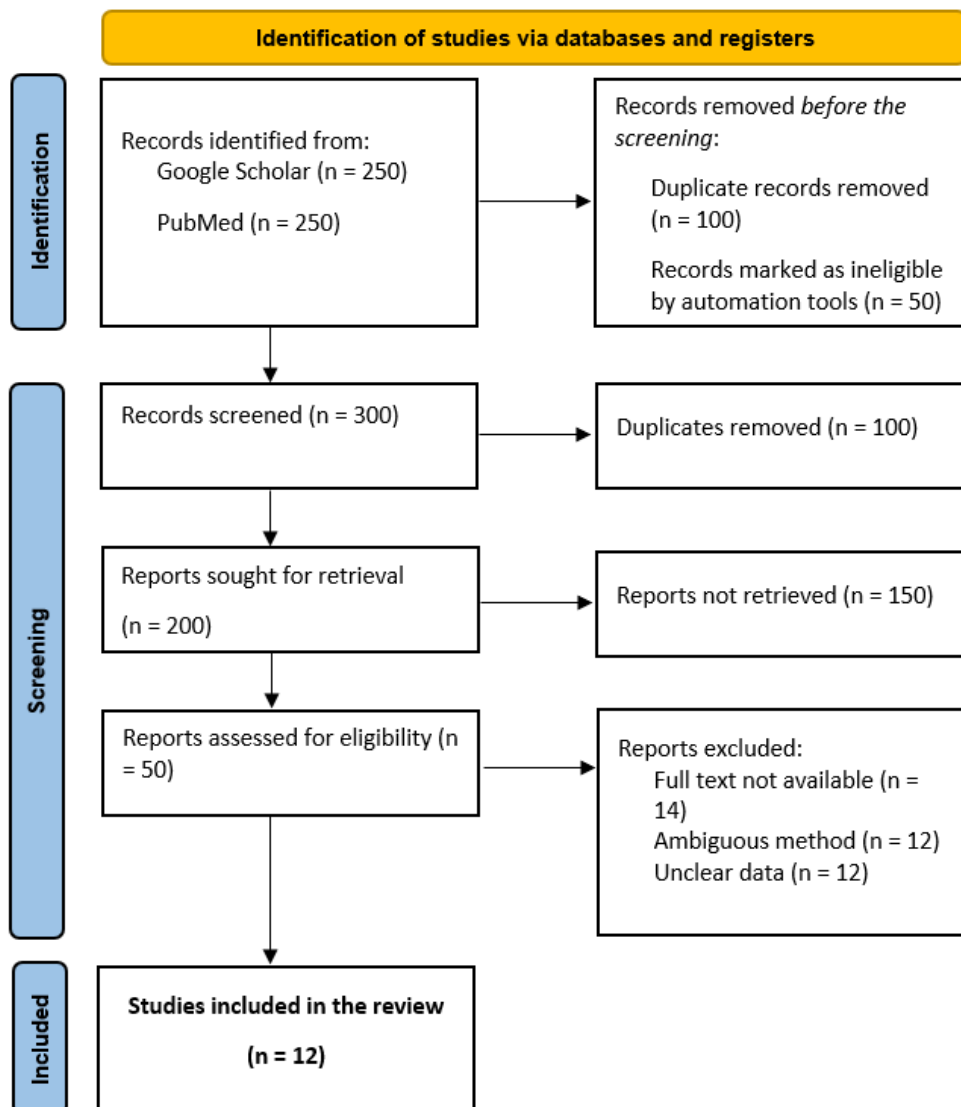 Identification of studies via databases and registers
Identification
Records identified from:
Google Scholar (n = 250)
PubMed (n = 250)
Records removed before the
screening:
Duplicate records removed
(n = 100)
Records marked as ineligible
by automation tools (n = 50)
Screening
Records screened (n = 300)
Duplicates removed (n = 100)
Reports sought for retrieval
(n = 200)
Reports not retrieved (n = 150)
Reports assessed for eligibility (n
= 50)
Reports excluded:
Full text not available (n =
14)
Ambiguous method (n = 12)
Unclear data (n = 12)
Included
Studies included in the review
(n = 12)